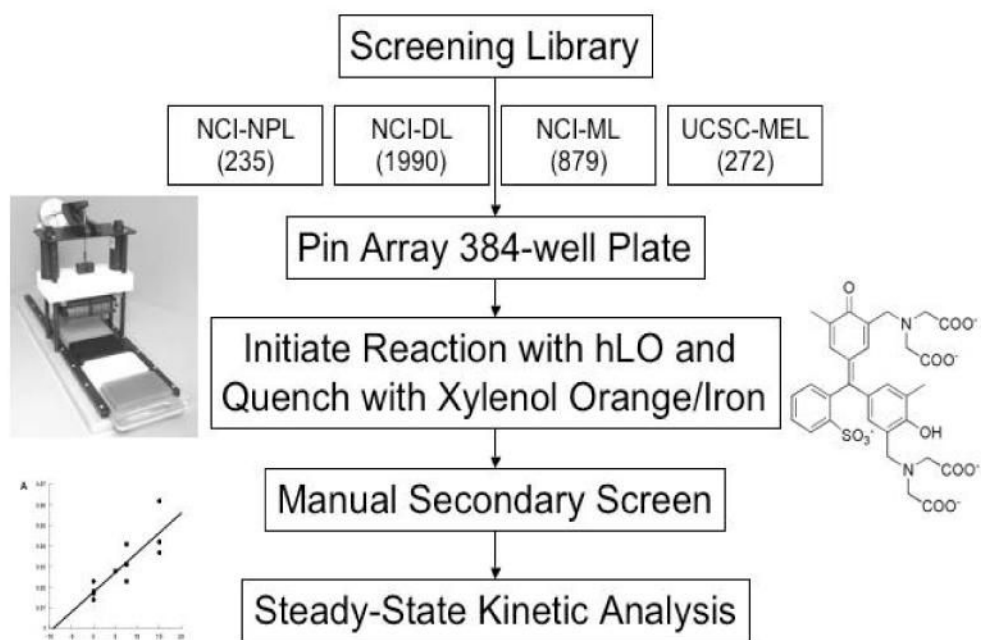 Screening Library
NCI-NPL
(235)
NCI-DL
(1990)
NCI-ML
(879)
UCSC-MEL
(272)
Pin Array 384-well Plate
Initiate Reaction with hLO and
Quench with Xylenol Orange/Iron
O
N
COO⁻
COO⁻
SO₃⁻
OH
N
COO⁻
COO⁻
Manual Secondary Screen
A
Steady-State Kinetic Analysis